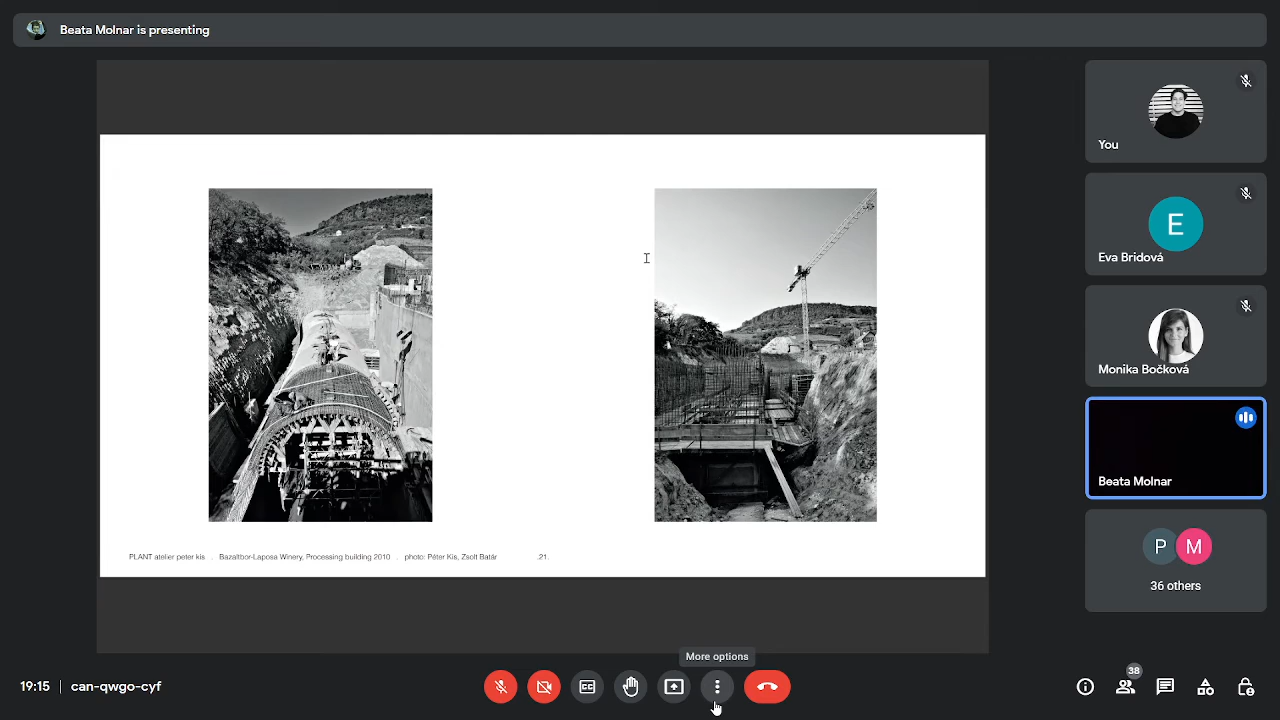 Beata Molnar is presenting
You
E
Eva Bridová
Monika Bočková
Beata Molnar
P M
36 others
PLANT atelier peter kis . Bazaltbor-Laposa Winery, Processing building 2010 . photo: Péter Kis, Zsolt Batár .21.
More options
19:15 | can-qwgo-cyf
CC
38